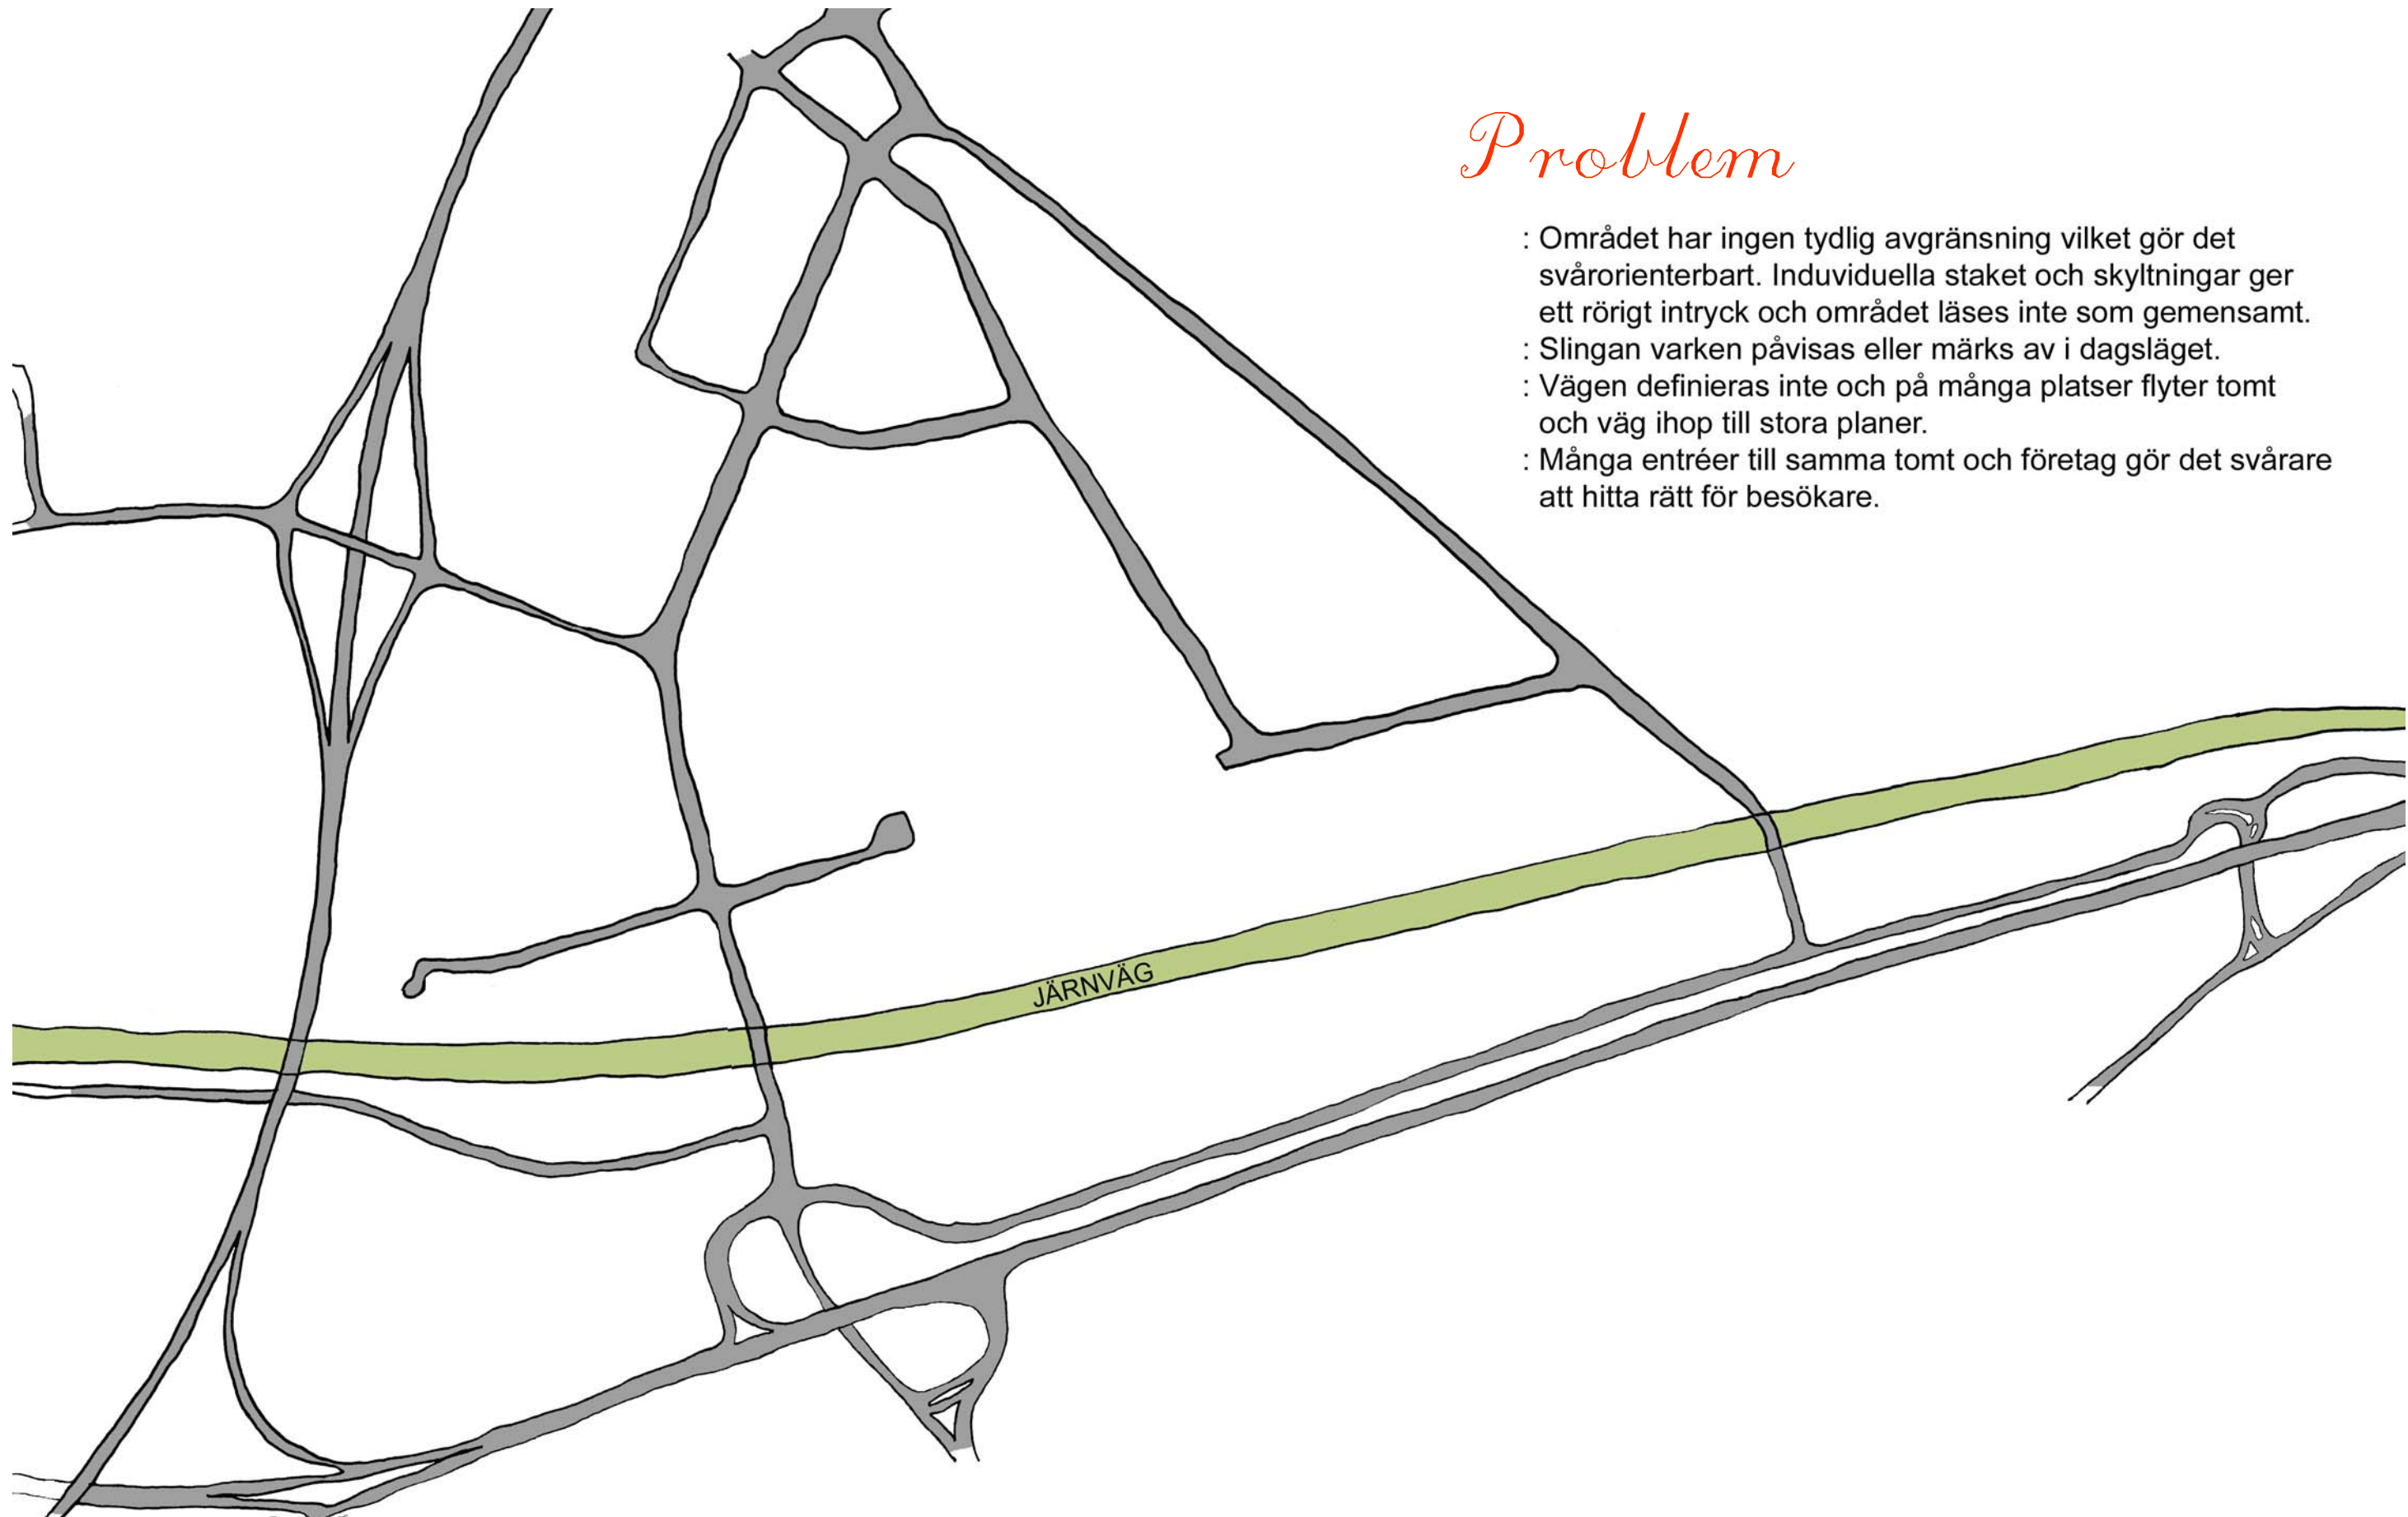 Problem
: Området har ingen tydlig avgränsning vilket gör det
svårorienterbart. Induviduella staket och skyltningar ger
ett rörigt intryck och området läses inte som gemensamt.
: Slingan varken påvisas eller märks av i dagsläget.
: Vägen definieras inte och på många platser flyter tomt
och väg ihop till stora planer.
: Många entréer till samma tomt och företag gör det svårare
att hitta rätt för besökare.
JÄRNVÄG